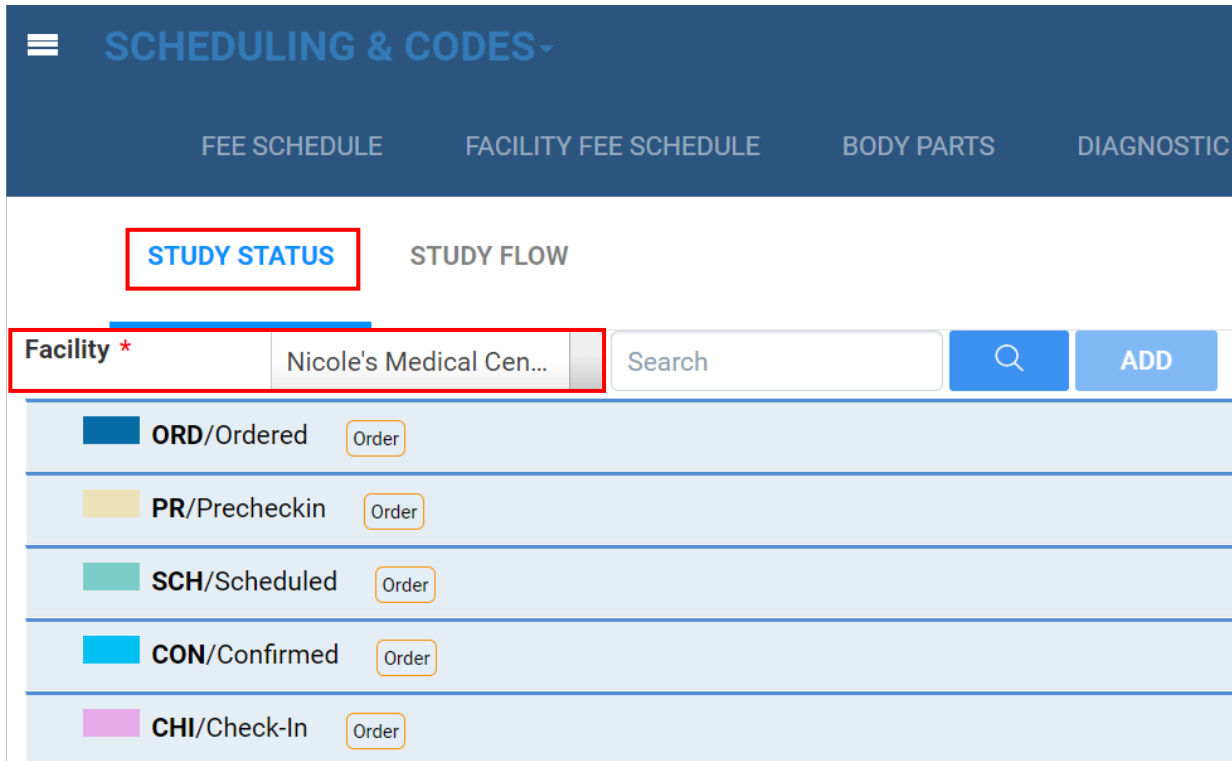 SCHEDULING & CODES
FEE SCHEDULE FACILITY FEE SCHEDULE BODY PARTS DIAGNOSTIC
STUDY STATUS STUDY FLOW
Facility * Nicole's Medical Cen... Search ADD
ORD/Ordered Order
PR/Precheckin Order
SCH/Scheduled Order
CON/Confirmed Order
CHI/Check-In Order